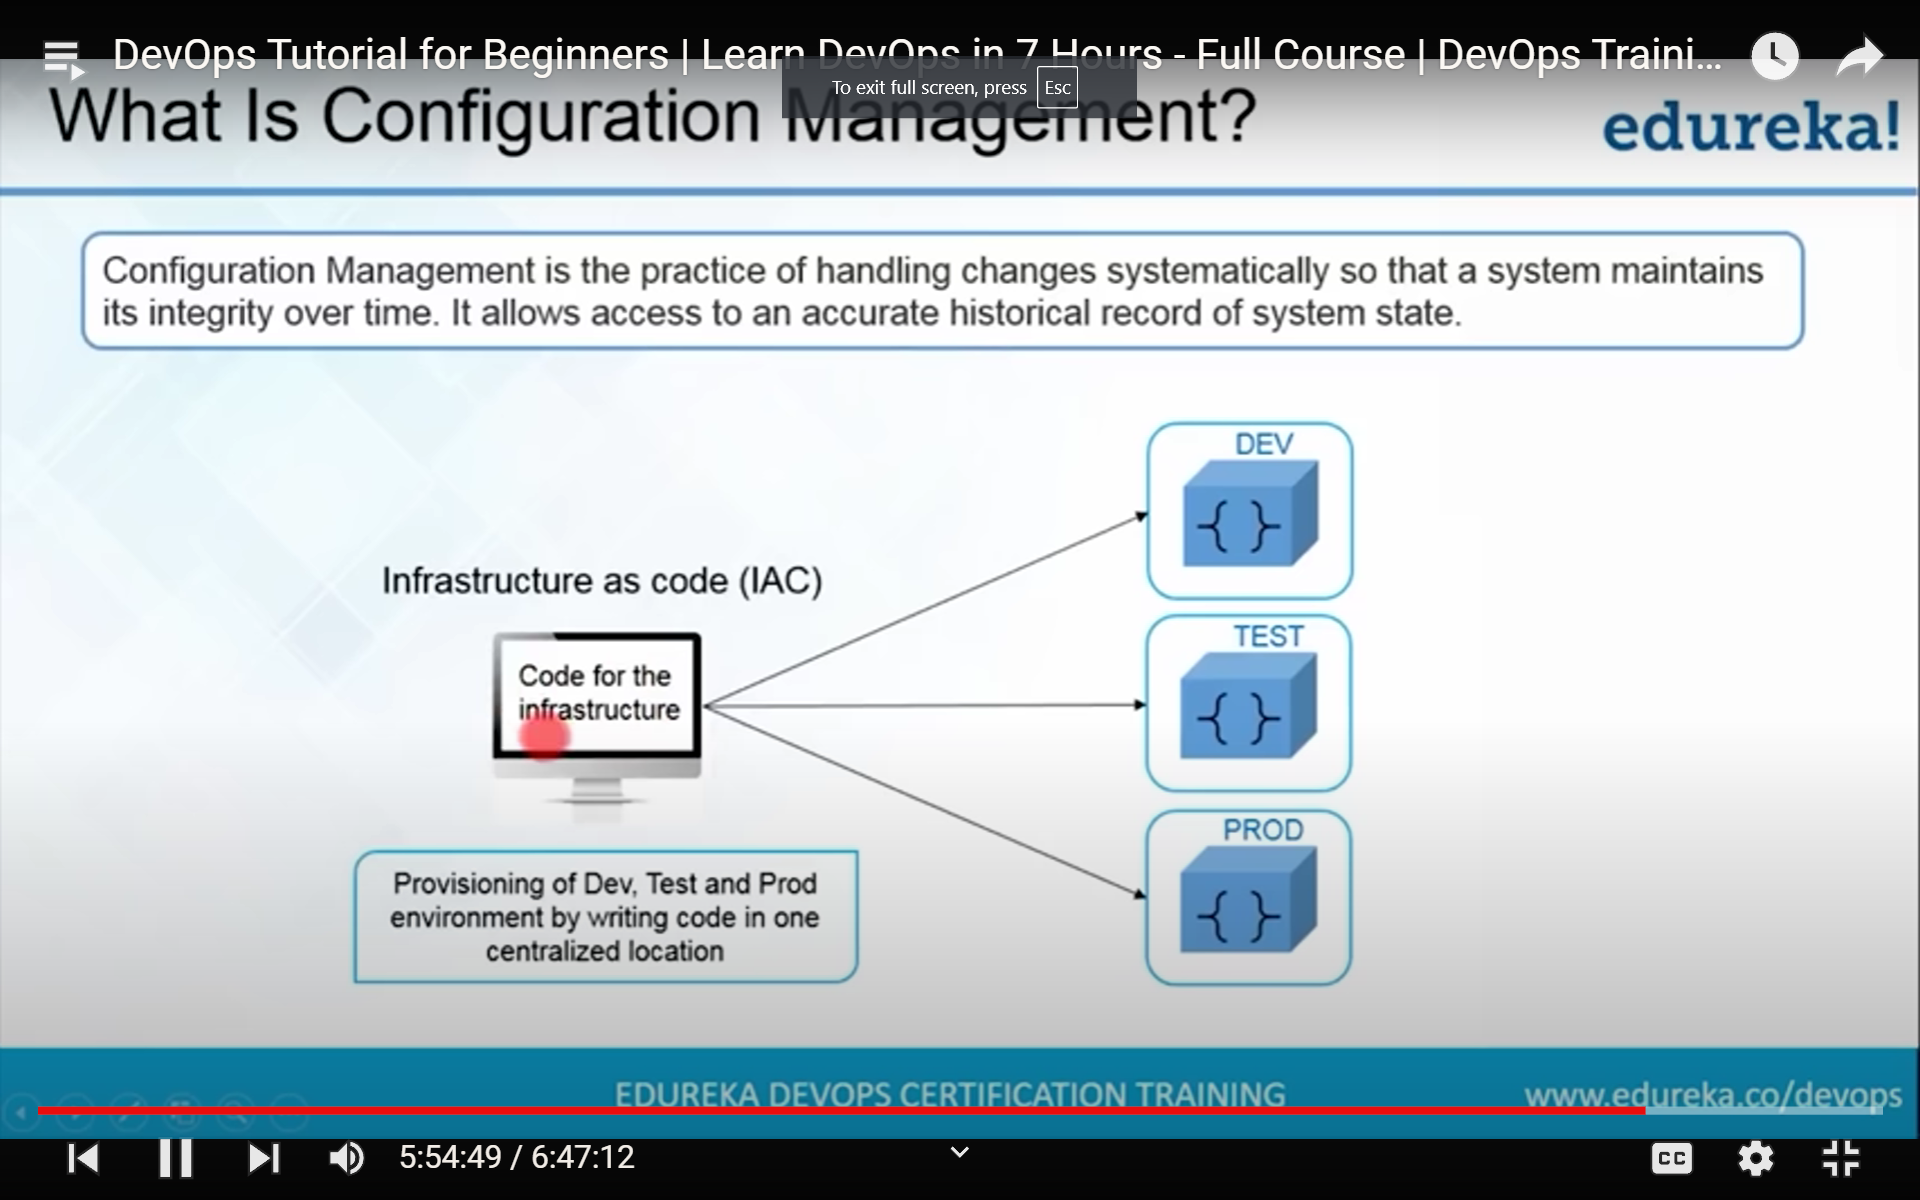 DevOps Tutorial for Beginners | Learn DevOps in 7 Hours - Full Course | DevOps Traini...
To exit full screen, press Esc
What Is Configuration Management?
edureka!
Configuration Management is the practice of handling changes systematically so that a system maintains
its integrity over time. It allows access to an accurate historical record of system state.
DEV
{ }
Infrastructure as code (IAC)
TEST
{ }
Code for the
infrastructure
PROD
{ }
Provisioning of Dev, Test and Prod
environment by writing code in one
centralized location
EDUREKA DEVOPS CERTIFICATION TRAINING
www.edureka.co/devops
5:54:49 / 6:47:12
CC